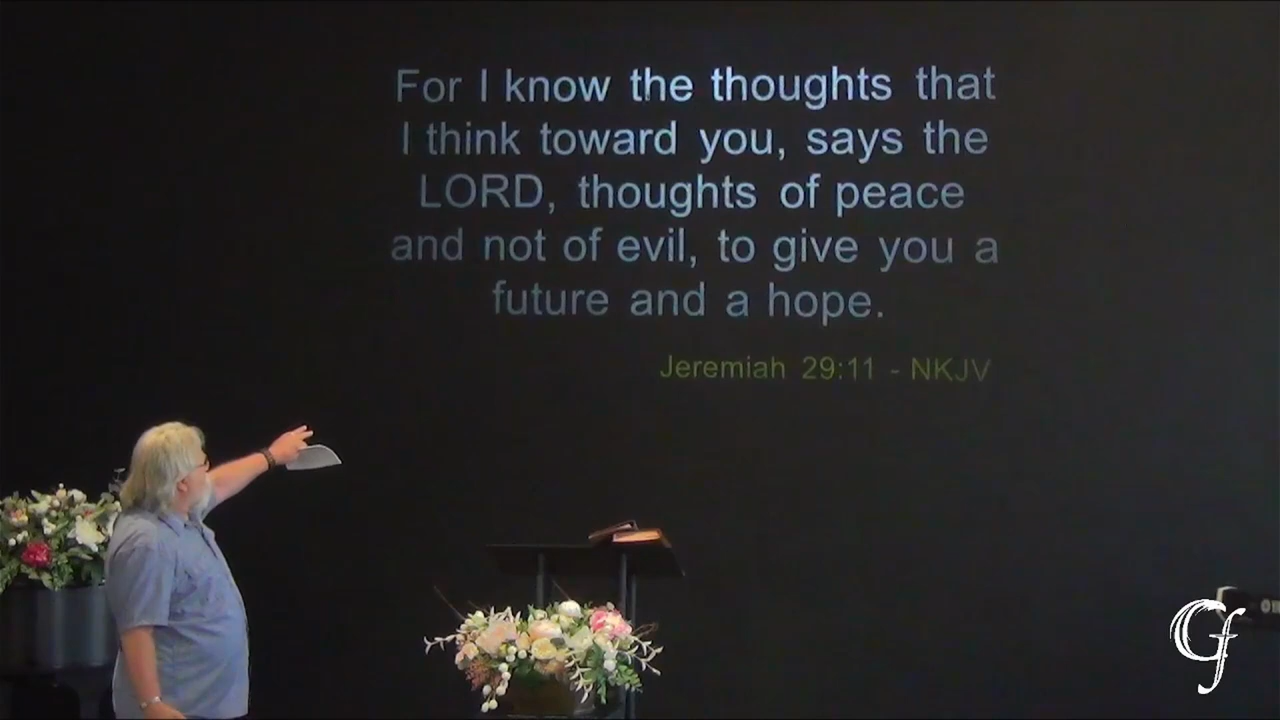 For I know the thoughts that
I think toward you, says the
LORD, thoughts of peace
and not of evil, to give you a
future and a hope.
Jeremiah 29:11 - NKJV
Gf